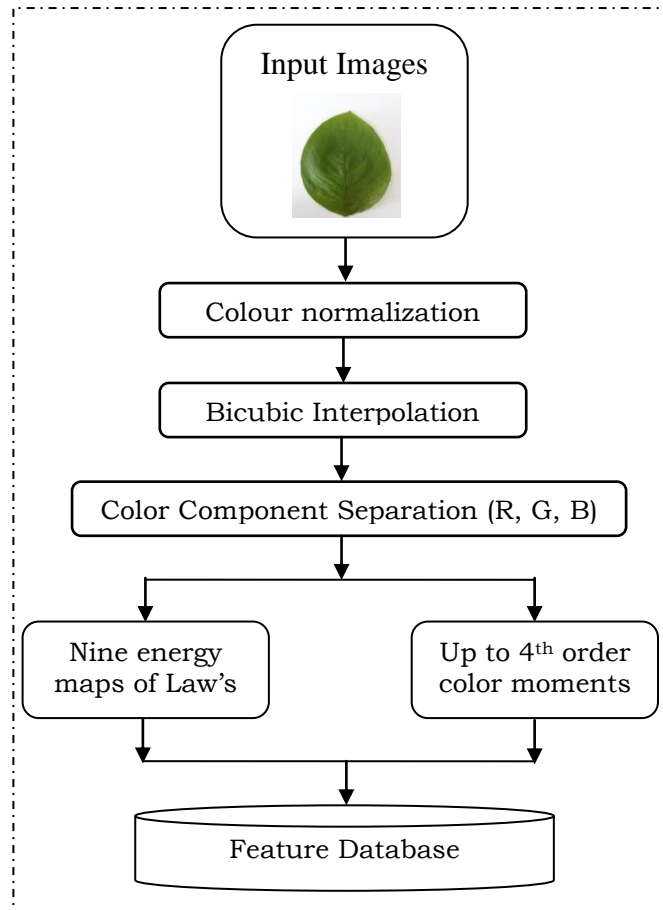 Input Images
Colour normalization
Bicubic Interpolation
Color Component Separation (R, G, B)
Nine energy
maps of Law's
Up to 4th order
color moments
Feature Database